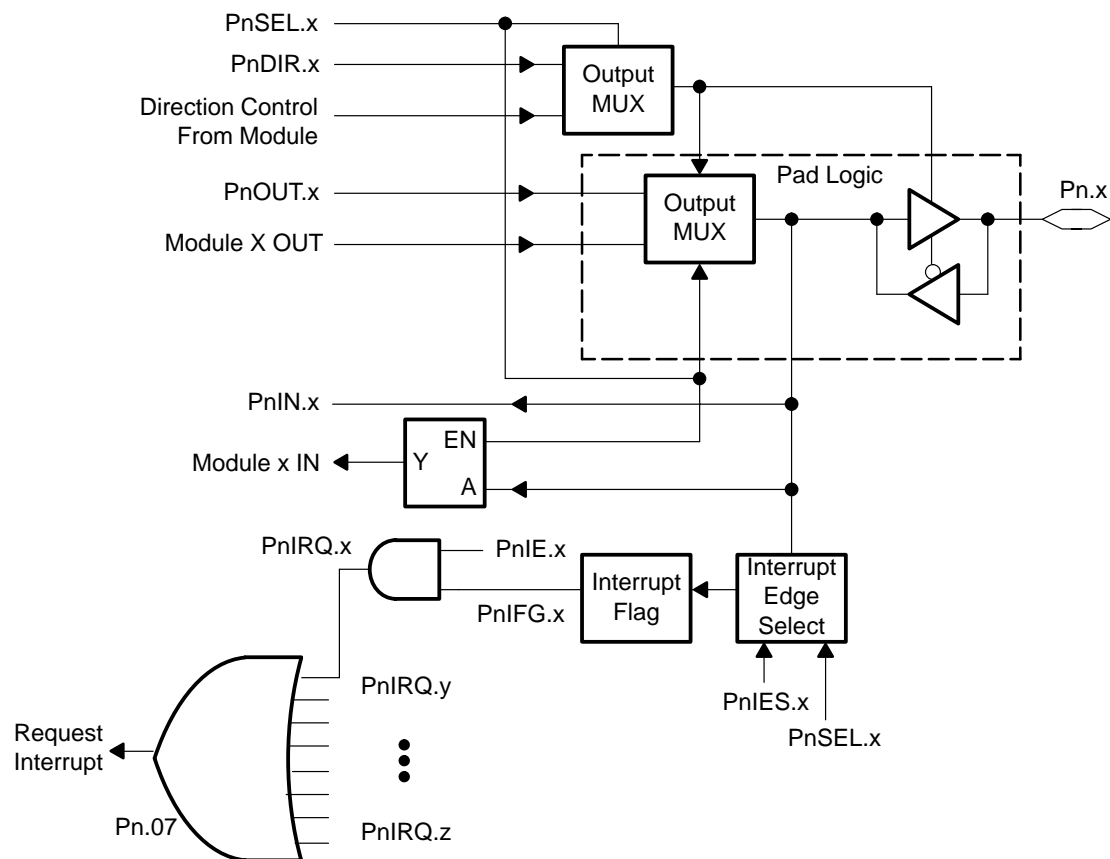 PnSEL.x
PnDIR.x
Direction Control
From Module
Output
MUX
Pad Logic
PnOUT.x
Module X OUT
Output
MUX
Pn.x
PnIN.x
Module x IN
EN
Y
A
PnIRQ.x
PnIE.x
PnIFG.x
Interrupt
Flag
Interrupt
Edge
Select
PnIES.x
PnSEL.x
PnIRQ.y
Request
Interrupt
Pn.07
PnIRQ.z